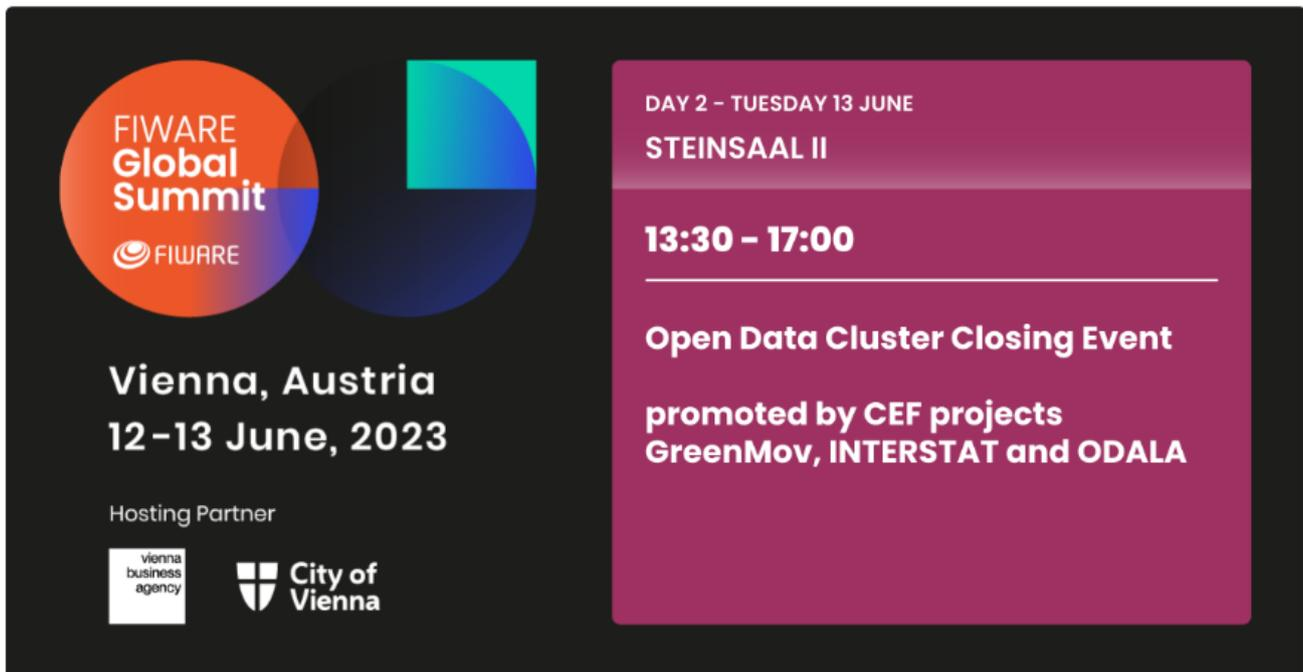 FIWARE
Global
Summit
FIWARE
Vienna, Austria
12-13 June, 2023
Hosting Partner
vienna
business
agency
City of
Vienna
DAY 2 - TUESDAY 13 JUNE
STEINSAAL II
13:30 - 17:00
Open Data Cluster Closing Event
promoted by CEF projects
GreenMov, INTERSTAT and ODALA